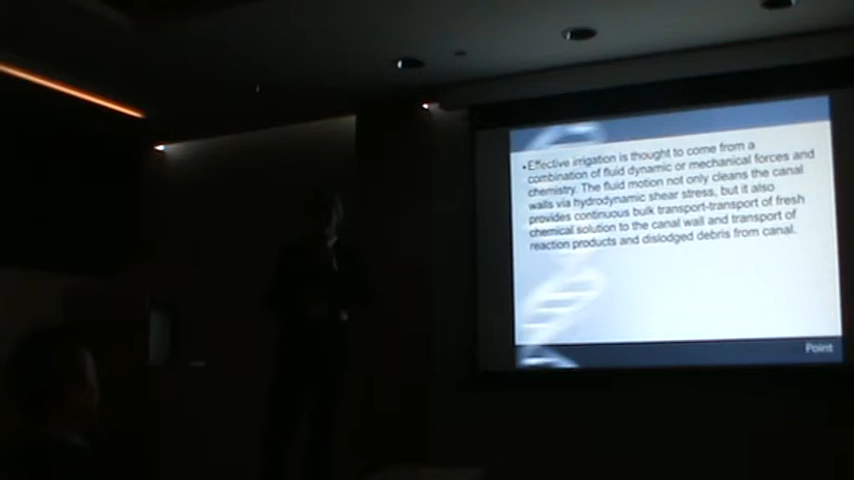 •Effective irrigation is thought to come from a
combination of fluid dynamic or mechanical forces and
chemistry. The fluid motion not only cleans the canal
walls via hydrodynamic shear stress, but it also
provides continuous bulk transport-transport of fresh
chemical solution to the canal wall and transport of
reaction products and dislodged debris from canal.
Point